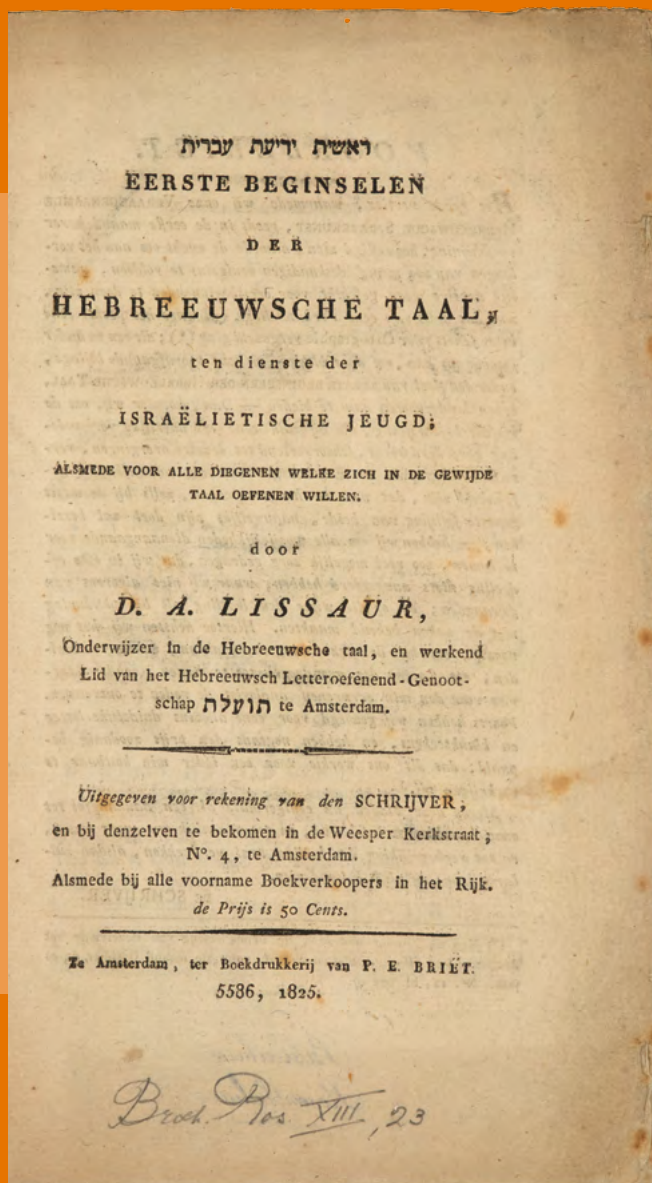 ראשית ידיעת עברית
EERSTE BEGINSELEN
DER
HEBREEUWSCHE TAAL,
ten dienste der
ISRAËLIETISCHE JEUGD;
ALSMEDE VOOR ALLE DIEGENEN WELKE ZICH IN DE GEWIJDE
TAAL OEFENEN WILLEN.
door
D. A. LISSAUR,
Onderwijzer in de Hebreeuwsche taal, en werkend
Lid van het Hebreeuwsch Letteroefenend-Genoot-
schap תועלת te Amsterdam.
Uitgegeven voor rekening van den SCHRIJVER,
en bij denzelven te bekomen in de Weesper Kerkstraat,
N°. 4, te Amsterdam.
Alsmede bij alle voorname Boekverkoopers in het Rijk.
de Prijs is 50 Cents.
Te Amsterdam, ter Boekdrukkerij van P. E. BRIËT.
5586, 1825.
Broch. Ros. XIII, 23